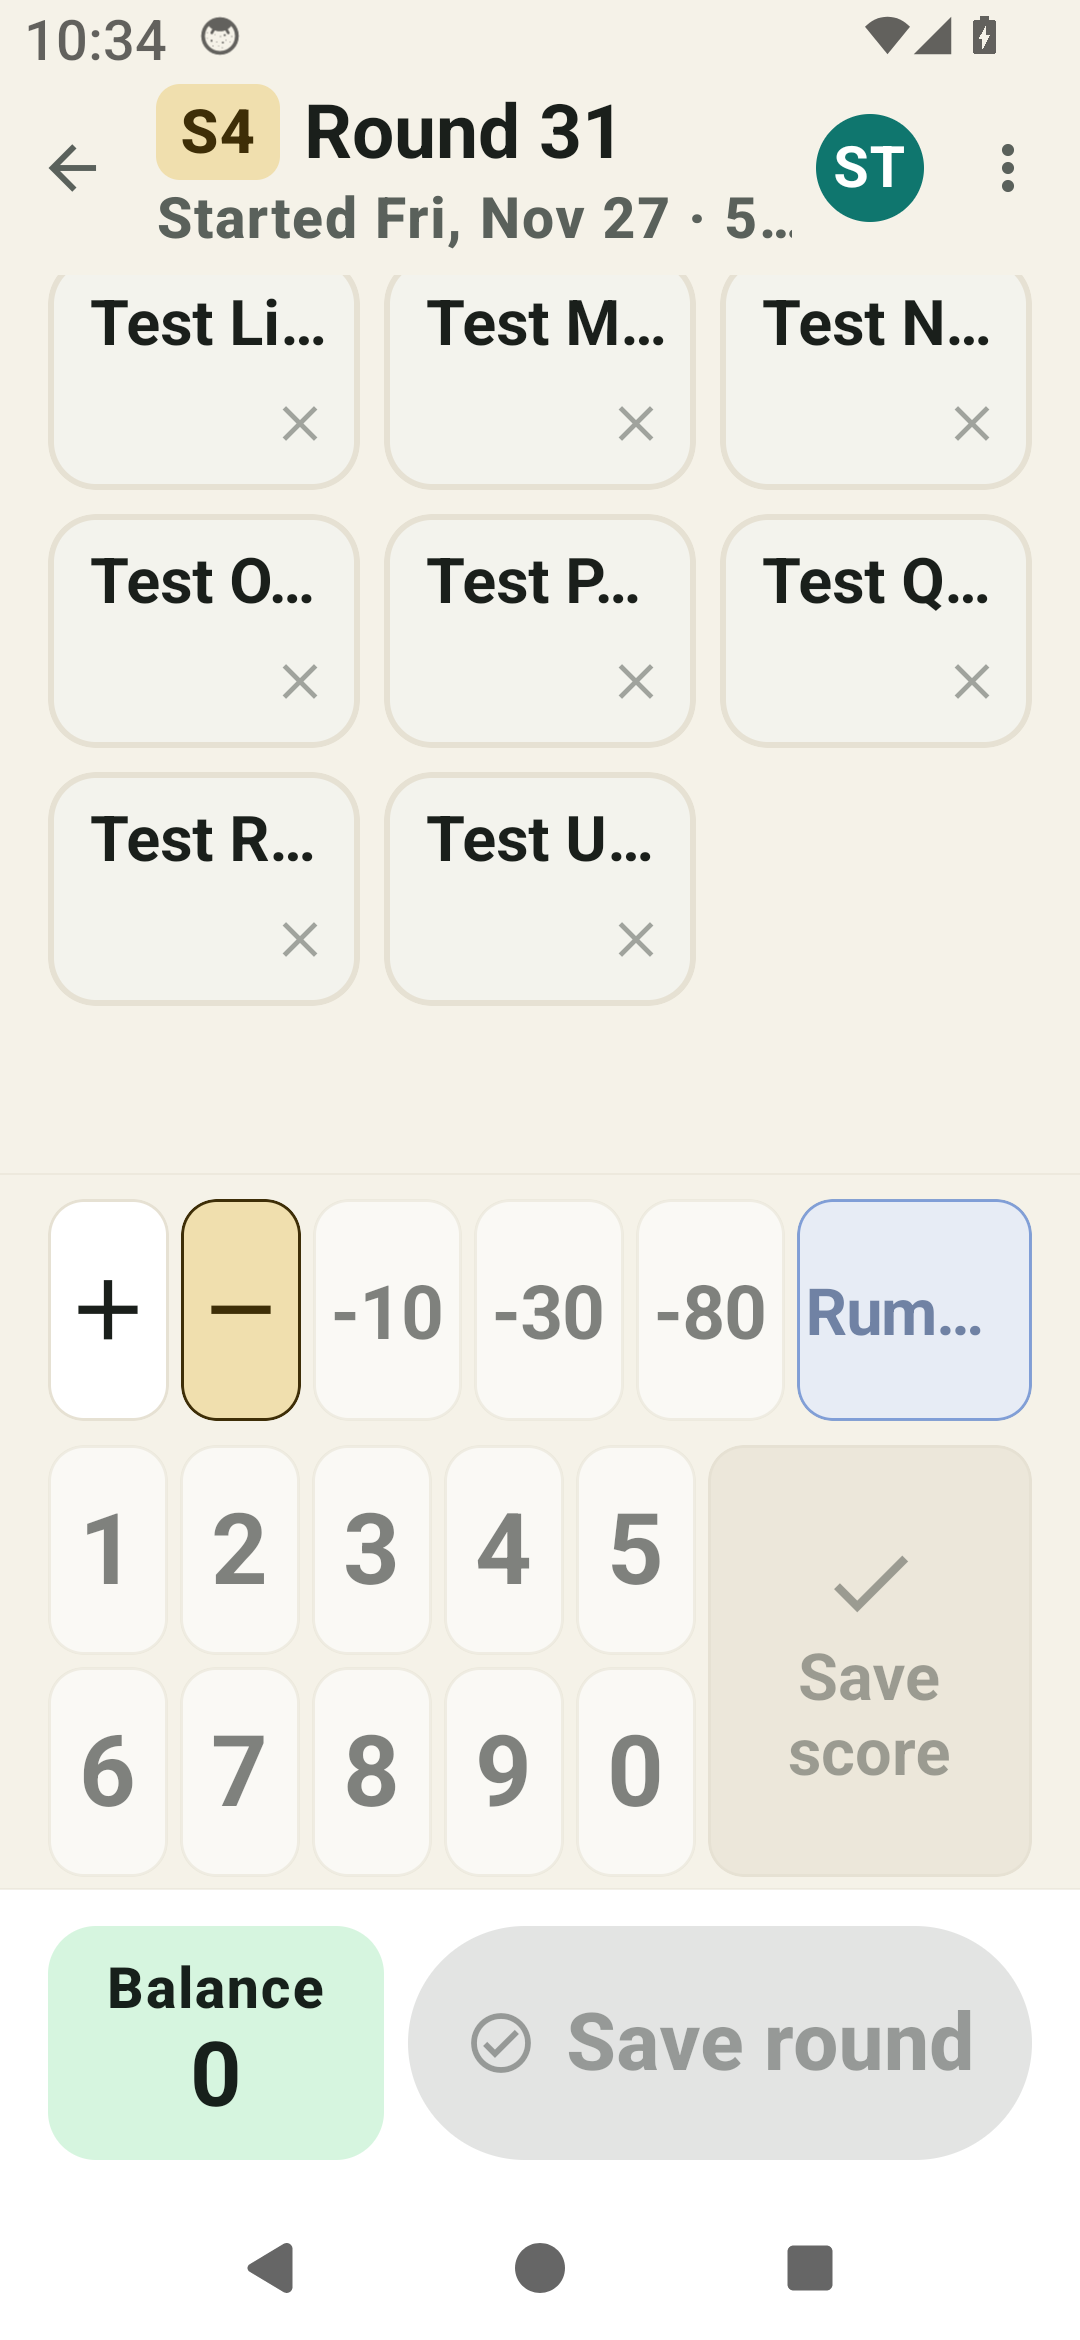 10:34
S4 Round 31
ST
Started Fri, Nov 27 · 5...
Test Li... Test M... Test N...
Test O... Test P... Test Q...
Test R... Test U...
+ − -10 -30 -80 Rum...
1 2 3 4 5
6 7 8 9 0
Save
score
Balance
0
Save round